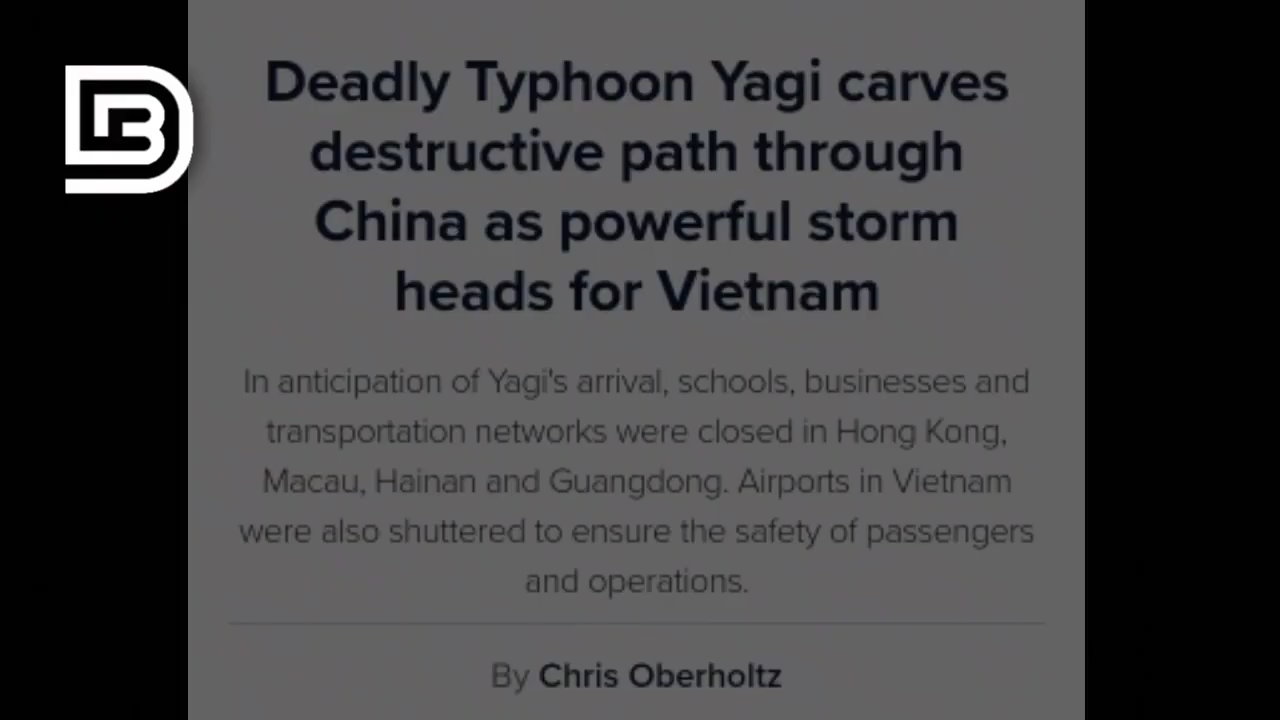 Deadly Typhoon Yagi carves
destructive path through
China as powerful storm
heads for Vietnam
In anticipation of Yagi's arrival, schools, businesses and
transportation networks were closed in Hong Kong,
Macau, Hainan and Guangdong. Airports in Vietnam
were also shuttered to ensure the safety of passengers
and operations.
By Chris Oberholtz